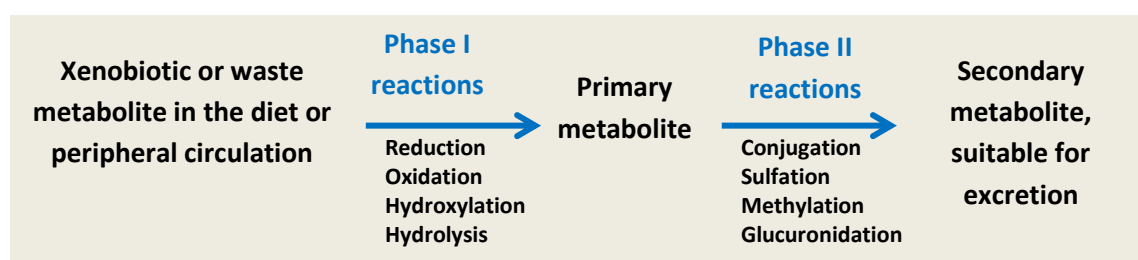 Xenobiotic or waste
metabolite in the diet or
peripheral circulation
Phase I
reactions
Reduction
Oxidation
Hydroxylation
Hydrolysis
Primary
metabolite
Phase II
reactions
Conjugation
Sulfation
Methylation
Glucuronidation
Secondary
metabolite,
suitable for
excretion